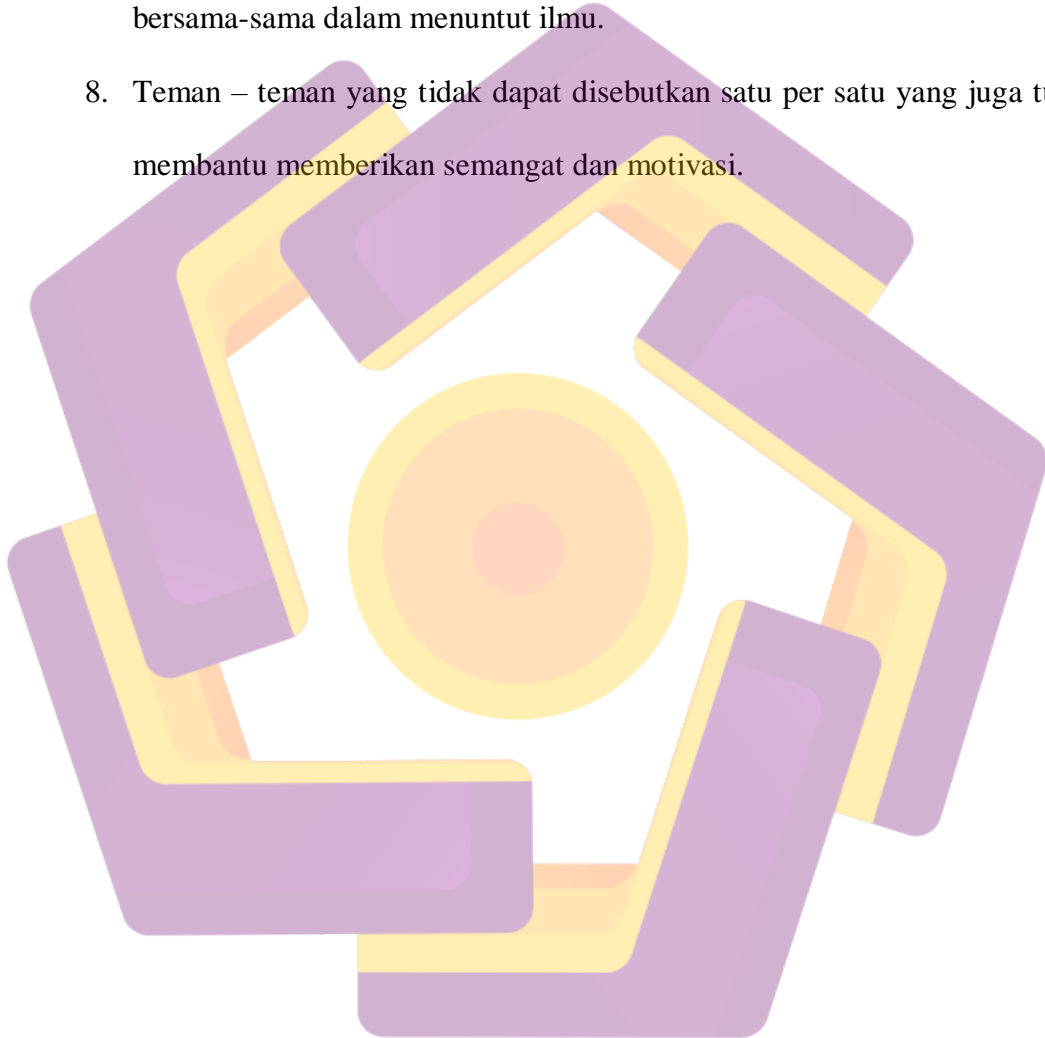 bersama-sama dalam menuntut ilmu.
8. Teman – teman yang tidak dapat disebutkan satu per satu yang juga
membantu memberikan semangat dan motivasi.